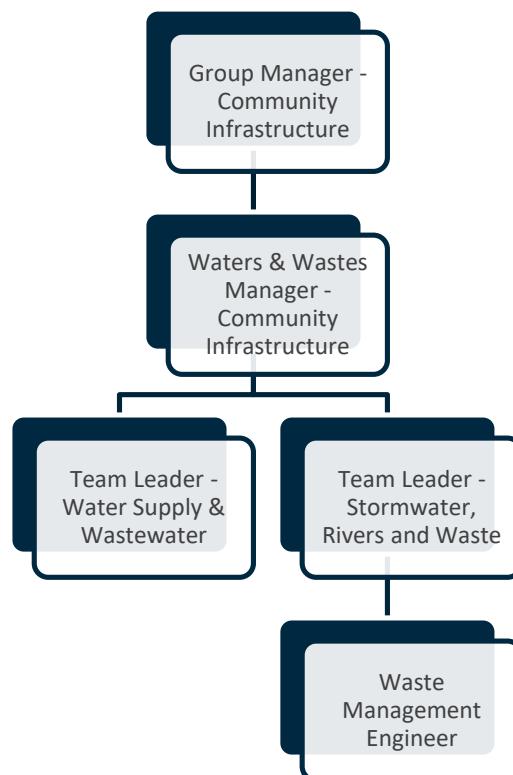 Group Manager -
Community
Infrastructure
Waters & Wastes
Manager -
Community
Infrastructure
Team Leader -
Water Supply &
Wastewater
Team Leader -
Stormwater,
Rivers and Waste
Waste
Management
Engineer